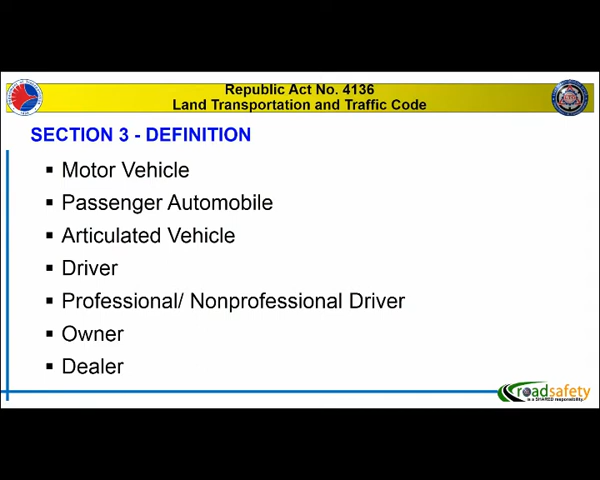 Republic Act No. 4136
Land Transportation and Traffic Code
SECTION 3 - DEFINITION
▪ Motor Vehicle
▪ Passenger Automobile
▪ Articulated Vehicle
▪ Driver
▪ Professional/ Nonprofessional Driver
▪ Owner
▪ Dealer
roadsafety
is a SHARED responsibility.